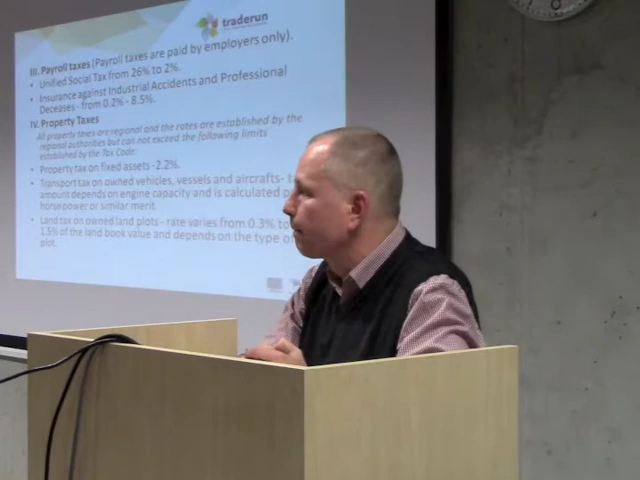 traderun
III. Payroll taxes (Payroll taxes are paid by employers only).
• Unified Social Tax from 26% to 2%.
• Insurance against Industrial Accidents and Professional
Deceases - from 0.2% - 8.5%.
IV. Property Taxes
All property taxes are regional and the rates are established by the
regional authorities but can not exceed the following limits
established by the Tax Code:
• Property tax on fixed assets -2.2%.
• Transport tax on owned vehicles, vessels and aircrafts-
amount depends on engine capacity and is calculated
horsepower or similar merit.
• Land tax on owned land plots - rate varies from 0.3% to
1.5% of the land book value and depends on the type of
plot.